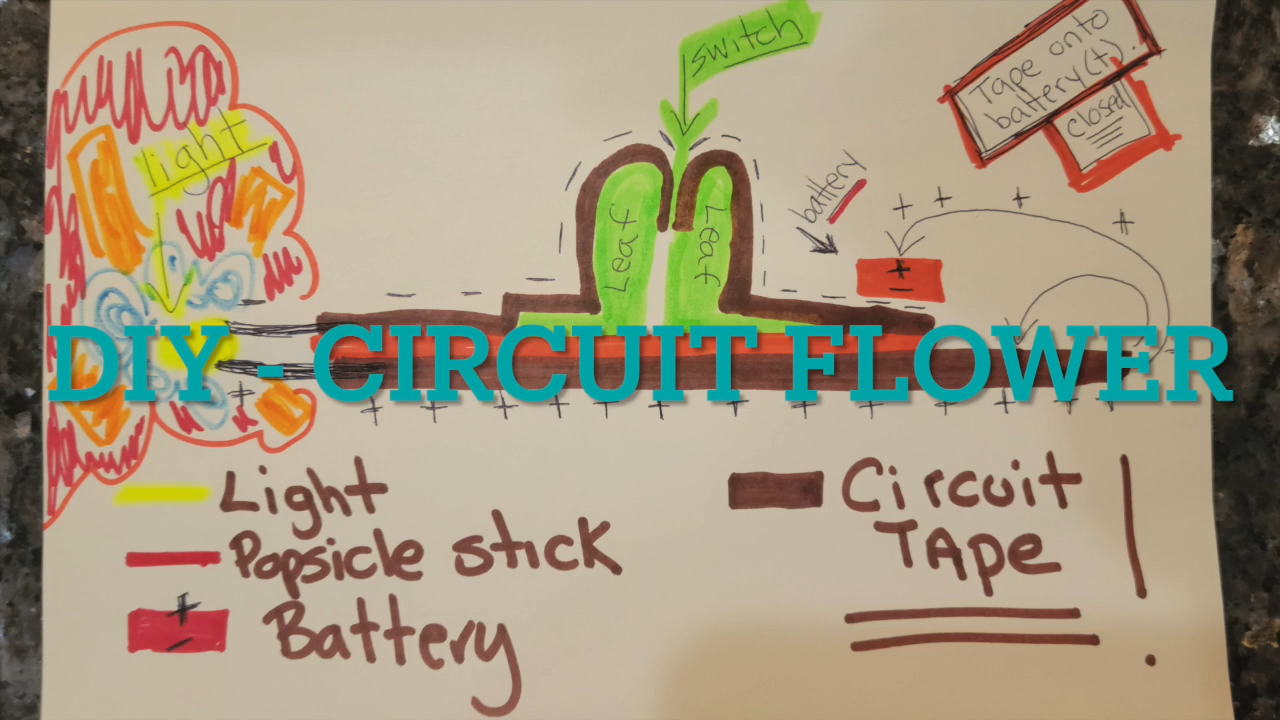 switch
Tape onto
battery(+).
closed
light
battery
Leaf
Leaf
+
-
DIY - CIRCUIT FLOWER
Light
Popsicle stick
+
-
Battery
Circuit
TApe